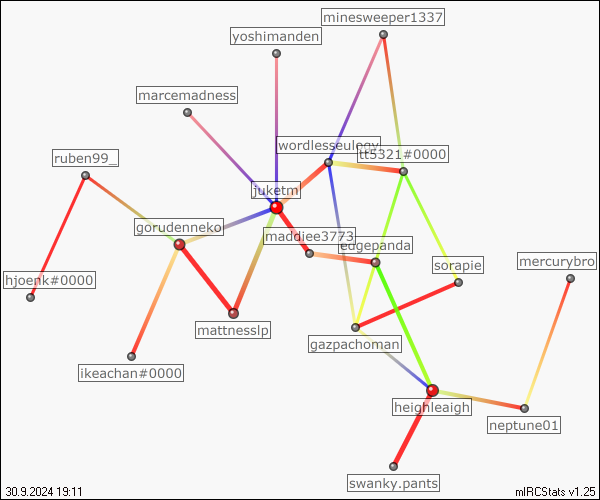 minesweeper1337
yoshimanden
marcemadness
wordlesseulogy
tt5321#0000
ruben99_
juketm
gorudenneko
maddiee3773
edgepanda
mercurybro
sorapie
hjoenk#0000
mattnesslp
gazpachoman
ikeachan#0000
heighleaigh
neptune01
swanky.pants
30.9.2024 19:11
mIRCStats v1.25